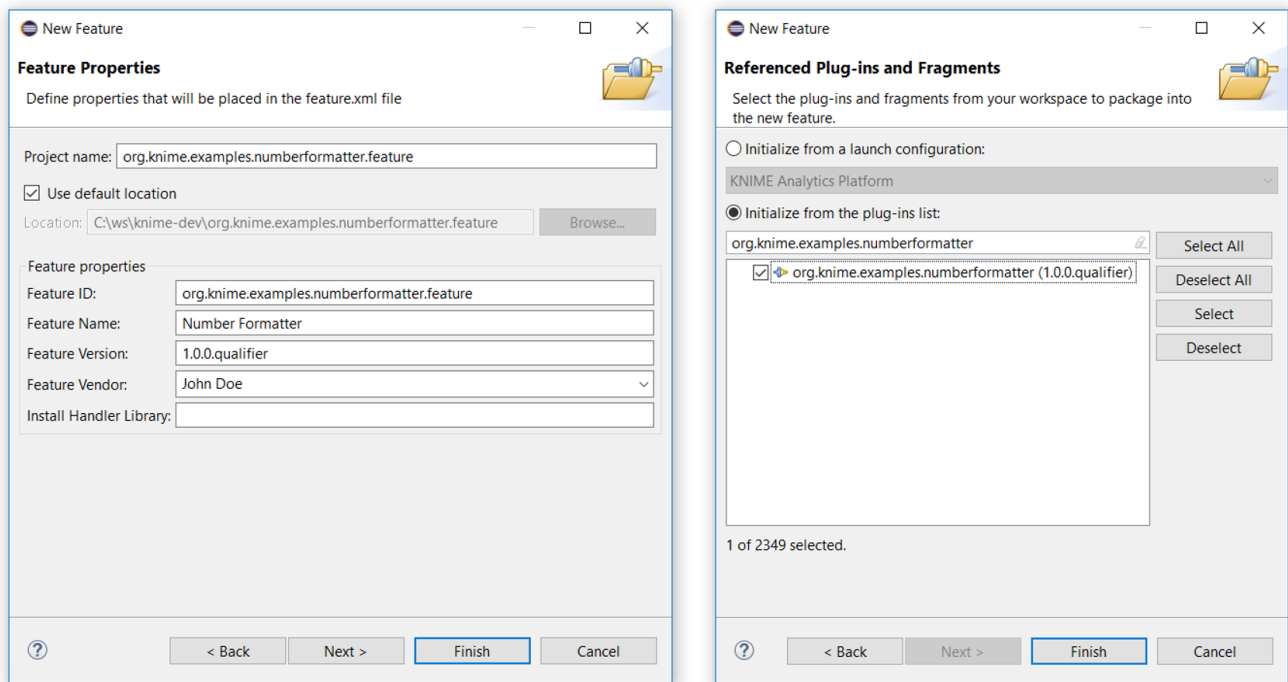 New Feature
Feature Properties
Define properties that will be placed in the feature.xml file
Project name: org.knime.examples.numberformatter.feature
Use default location
Location: C:\ws\knime-dev\org.knime.examples.numberformatter.feature Browse...
Feature properties
Feature ID: org.knime.examples.numberformatter.feature
Feature Name: Number Formatter
Feature Version: 1.0.0.qualifier
Feature Vendor: John Doe
Install Handler Library:
? < Back Next > Finish Cancel
New Feature
Referenced Plug-ins and Fragments
Select the plug-ins and fragments from your workspace to package into
the new feature.
Initialize from a launch configuration:
KNIME Analytics Platform
Initialize from the plug-ins list:
org.knime.examples.numberformatter Select All
org.knime.examples.numberformatter (1.0.0.qualifier)
Deselect All
Select
Deselect
1 of 2349 selected.
? < Back Next > Finish Cancel